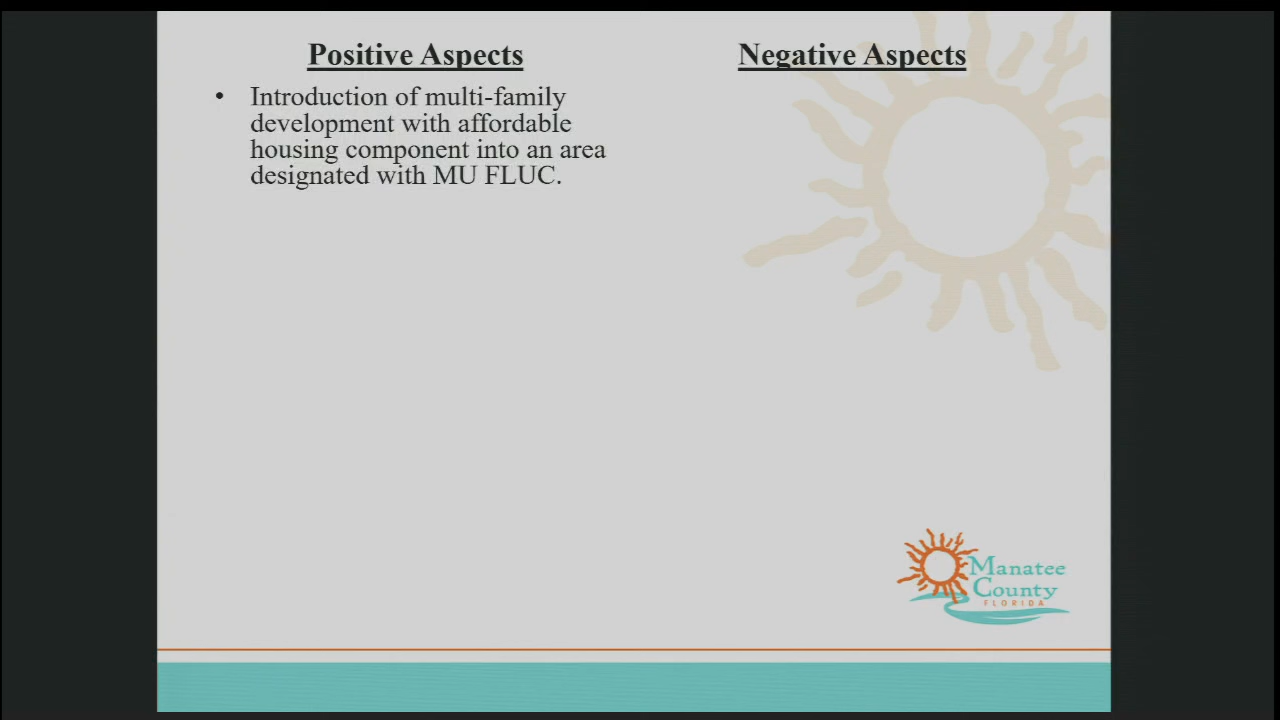 Positive Aspects
Negative Aspects
• Introduction of multi-family
development with affordable
housing component into an area
designated with MU FLUC.
Manatee
County
FLORIDA